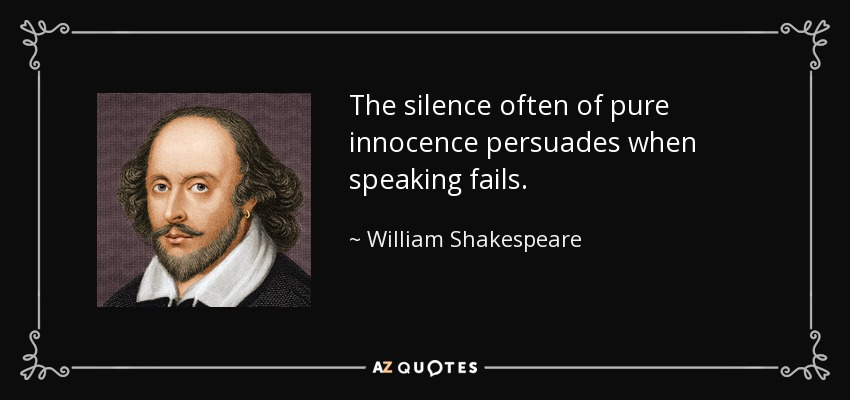 The silence often of pure
innocence persuades when
speaking fails.
~ William Shakespeare
AZ QUOTES